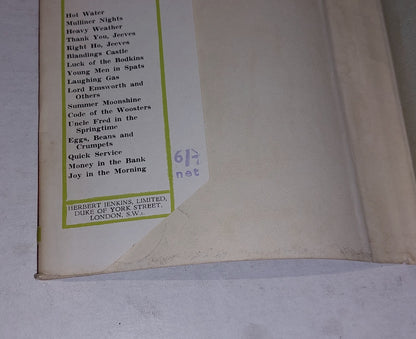 Hot Water
Mulliner Nights
Heavy Weather
Thank You, Jeeves
Right Ho, Jeeves
Blandings Castle
Luck of the Bodkins
Young Men in Spats
Laughing Gas
Lord Emsworth and
Others
Summer Moonshine
Code of the Woosters
Uncle Fred in the
Springtime
Eggs, Beans and
Crumpets
Quick Service
Money in the Bank
Joy in the Morning
net
HERBERT JENKINS, LIMITED,
DUKE OF YORK STREET,
LONDON, S.W.1.